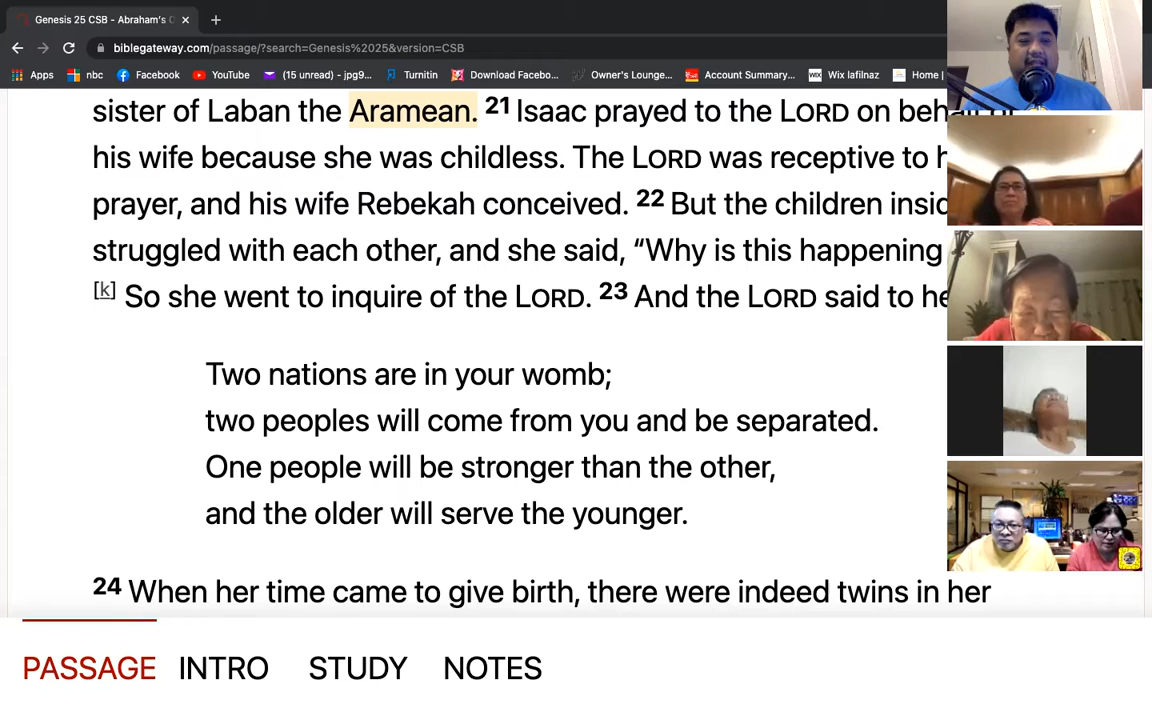 Genesis 25 CSB - Abraham's
biblegateway.com/passage/?search=Genesis%2025&version=CSB
Apps nbc Facebook YouTube (15 unread) - jpg9... Turnitin Download Facebo... Owner's Lounge... Account Summary... Wix lafilnaz Home |
sister of Laban the Aramean. 21 Isaac prayed to the LORD on behalf of
his wife because she was childless. The LORD was receptive to h
prayer, and his wife Rebekah conceived. 22 But the children insid
struggled with each other, and she said, “Why is this happening
[k] So she went to inquire of the LORD. 23 And the LORD said to he
Two nations are in your womb;
two peoples will come from you and be separated.
One people will be stronger than the other,
and the older will serve the younger.
24 When her time came to give birth, there were indeed twins in her
PASSAGE INTRO STUDY NOTES